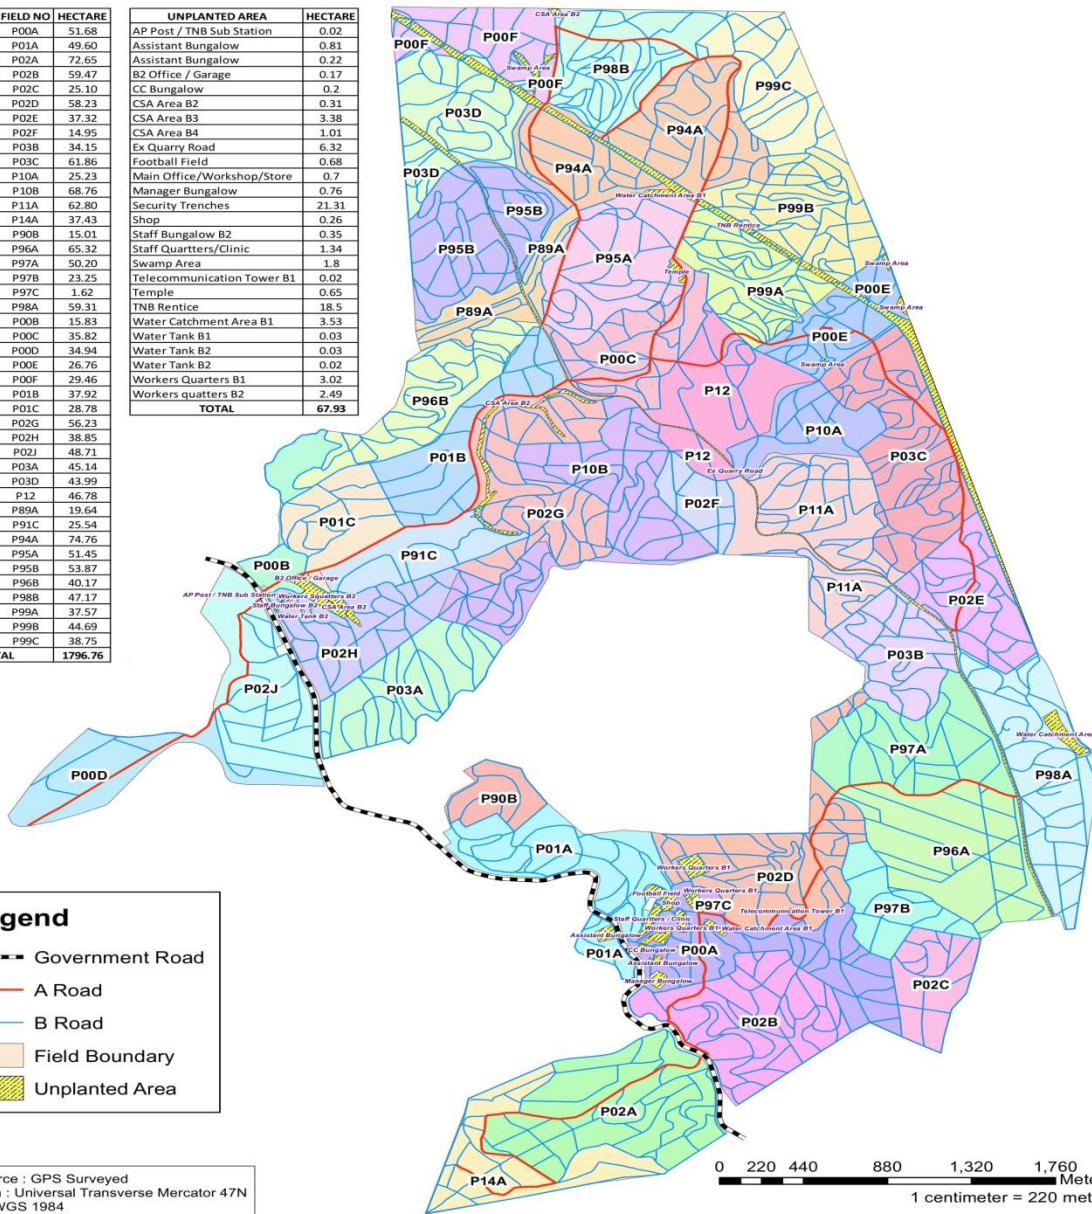 FIELD NO HECTARE
P00A 51.68
P01A 49.60
P02A 72.65
P02B 59.47
P02C 25.10
P02D 58.23
P02E 37.32
P02F 14.95
P03B 34.15
P03C 61.86
P10A 25.23
P10B 68.76
P11A 62.80
P14A 37.43
P90B 15.01
P96A 65.32
P97A 50.20
P97B 23.25
P97C 1.62
P98A 59.31
P00B 15.83
P00C 35.82
P00D 34.94
P00E 26.76
P00F 29.46
P01B 37.92
P01C 28.78
P02G 56.23
P02H 38.85
P02J 48.71
P03A 45.14
P03D 43.99
P12 46.78
P89A 19.64
P91C 25.54
P94A 74.76
P95A 51.45
P95B 53.87
P96B 40.17
P98B 47.17
P99A 37.57
P99B 44.69
P99C 38.75
AL 1796.76
UNPLANTED AREA HECTARE
AP Post / TNB Sub Station 0.02
Assistant Bungalow 0.81
Assistant Bungalow 0.22
B2 Office / Garage 0.17
CC Bungalow 0.2
CSA Area B2 0.31
CSA Area B3 3.38
CSA Area B4 1.01
Ex Quarry Road 6.32
Football Field 0.68
Main Office/Workshop/Store 0.7
Manager Bungalow 0.76
Security Trenches 21.31
Shop 0.26
Staff Bungalow B2 0.35
Staff Quartters/Clinic 1.34
Swamp Area 1.8
Telecommunication Tower B1 0.02
Temple 0.65
TNB Rentice 18.5
Water Catchment Area B1 3.53
Water Tank B1 0.03
Water Tank B2 0.03
Water Tank B2 0.02
Workers Quarters B1 3.02
Workers quatters B2 2.49
TOTAL 67.93
CSA Area B2
P00F
P00F
Swamp Area
P98B
P00F
P99C
P03D
P94A
P94A
P03D
Water Catchment Area B1
P95B
P99B
TNB Rentice
P95B
P89A
P95A
Swamp Area
Temple
P99A
P00E
Swamp Area
P89A
P00E
P00C
Swamp Area
P12
P96B
CSA Area B2
P10A
P01B
P10B
P12
P03C
Ex Quarry Road
P02F
P01C
P02G
P11A
P91C
P00B
B2 Office / Garage
P11A
AP Post / TNB Sub Station
Workers Squatters B2
Staff Bungalow B2
CSA Area B2
Water Tank B2
P02E
P02H
P03B
P02J
P03A
Water Catchment Area
P97A
P00D
P98A
P90B
P01A
P96A
Workers Quarters B1
P02D
Football Field
Workers Quarters B1
Shop
P97C
P97B
Telecommunication Tower B1
Staff Quartters / Clinic
Workers Quarters B1
Water Catchment Area B1
Assistant Bungalow
P01A
CC Bungalow
P00A
Assistant Bungalow
Manager Bungalow
P02C
P02B
P02A
P14A
gend
Government Road
A Road
B Road
Field Boundary
Unplanted Area
rce : GPS Surveyed
n : Universal Transverse Mercator 47N
WGS 1984
0 220 440 880 1,320 1,760
Mete
1 centimeter = 220 met